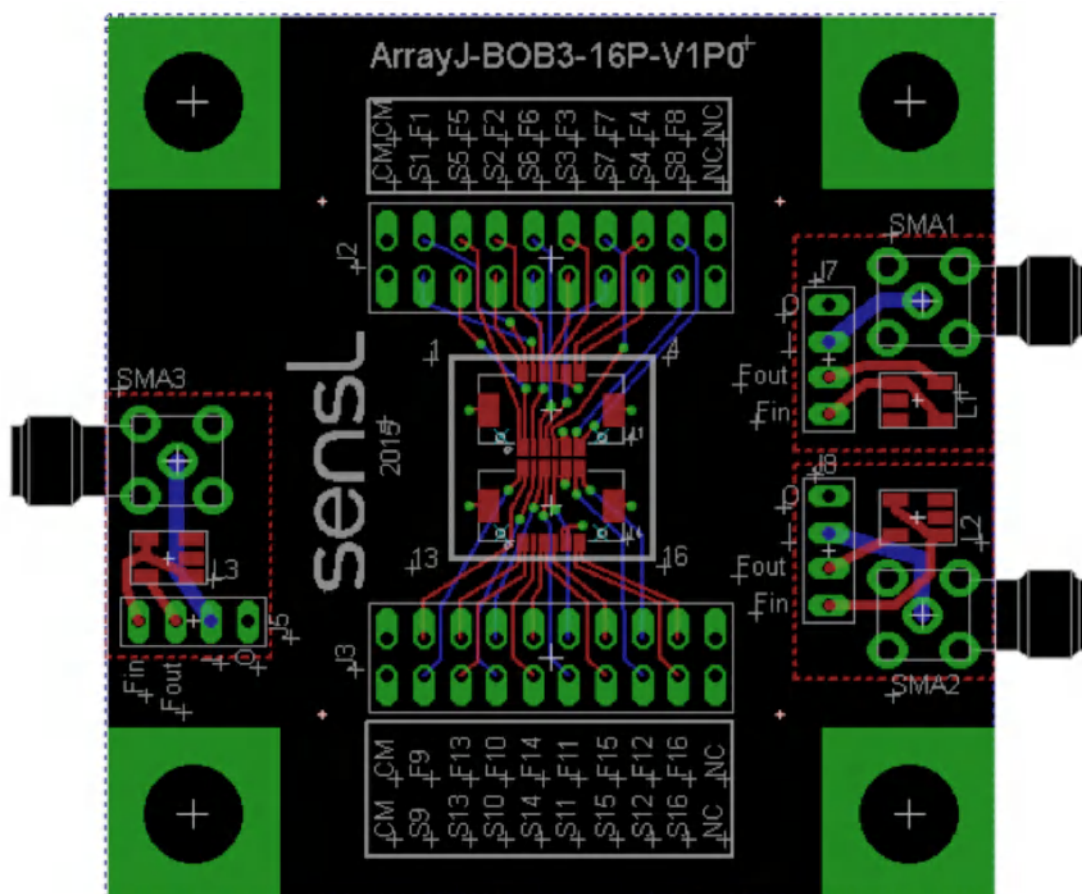 ArrayJ-BOB3-16P-V1P0
CM F1 F5 F2 F6 F3 F7 F4 F8 NC
CM S1 S5 S2 S6 S3 S7 S4 S8 NC
J2
SMA1
J7
O
I
Fout
Fin
L1
1
4
SMA3
sensL
2015
J8
O
I
Fout
Fin
L2
SMA2
13
16
L3
J5
Fin
Fout
I
O
J3
CM F9 F13 F10 F14 F11 F15 F12 F16 NC
CM S9 S13 S10 S14 S11 S15 S12 S16 NC